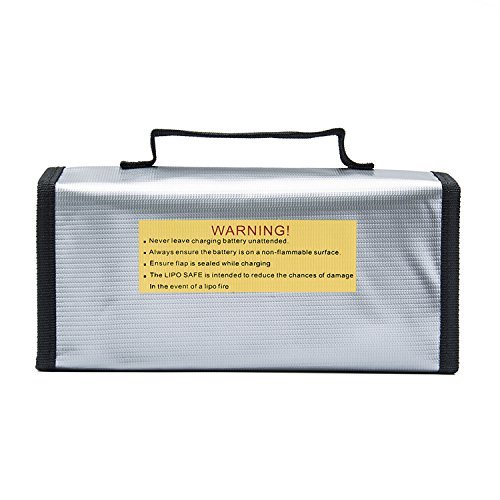 WARNING!
• Never leave charging battery unattended.
• Always ensure the battery is on a non-flammable surface.
• Ensure flap is sealed while charging
• The LIPO SAFE is intended to reduce the chances of damage
In the event of a lipo fire